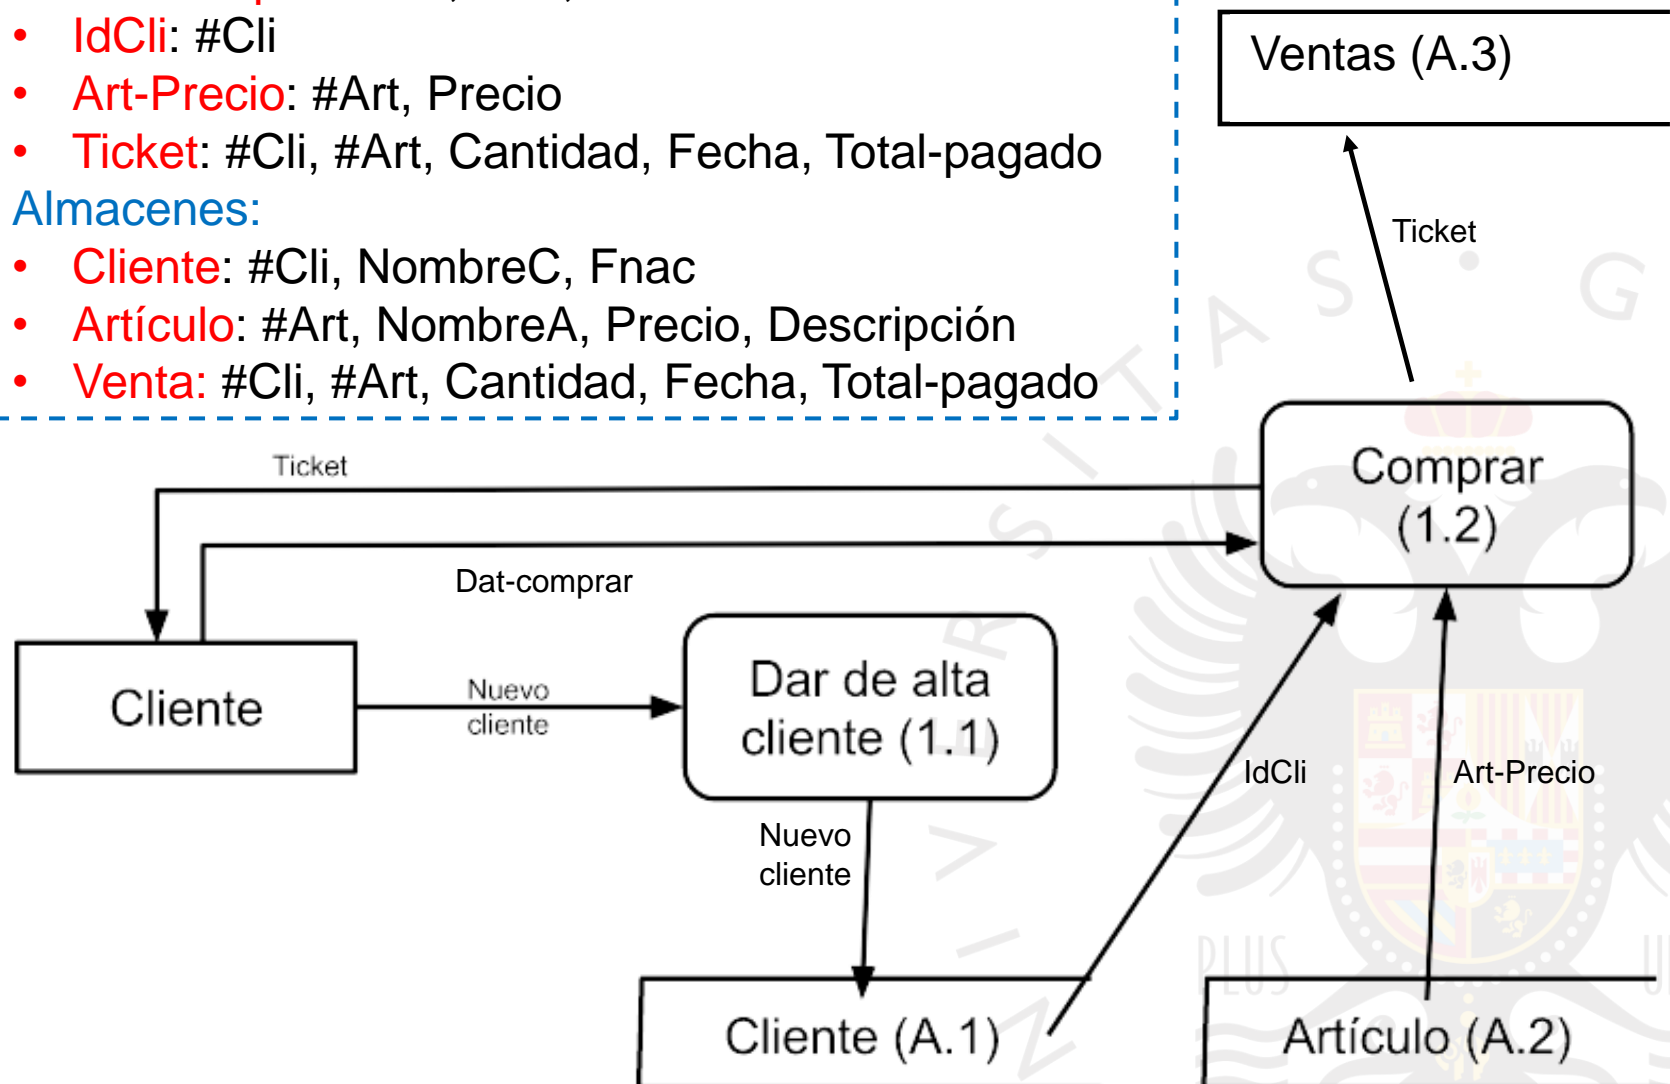 • IdCli: #Cli
• Art-Precio: #Art, Precio
• Ticket: #Cli, #Art, Cantidad, Fecha, Total-pagado
Almacenes:
• Cliente: #Cli, NombreC, Fnac
• Artículo: #Art, NombreA, Precio, Descripción
• Venta: #Cli, #Art, Cantidad, Fecha, Total-pagado
Ventas (A.3)
Ticket
Ticket
Comprar
(1.2)
Dat-comprar
Cliente
Nuevo
cliente
Dar de alta
cliente (1.1)
IdCli
Art-Precio
Nuevo
cliente
Cliente (A.1)
Artículo (A.2)
PLUS